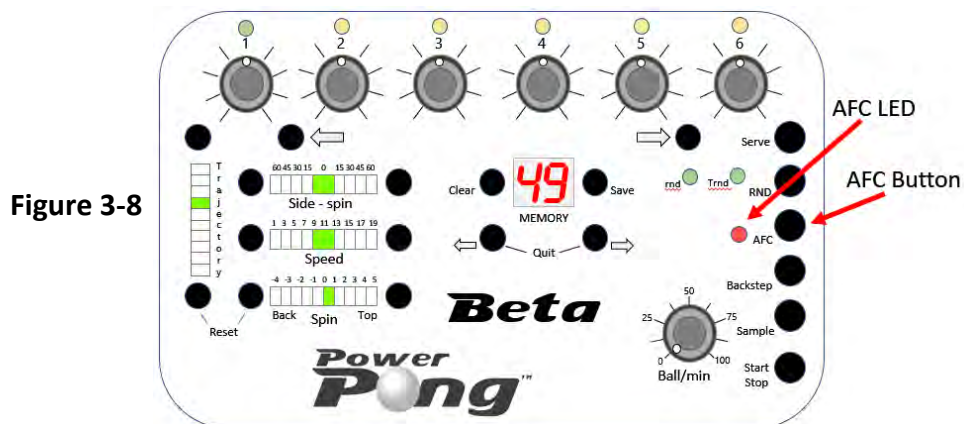 1 2 3 4 5 6
AFC LED
Serve
Figure 3-8
Trajectory
60 45 30 15 0 15 30 45 60
Side - spin
Clear
49
Save
MEMORY
rnd Trnd
RND
AFC Button
AFC
1 3 5 7 9 11 13 15 17 19
Speed
Quit
Backstep
-4 -3 -2 -1 0 1 2 3 4 5
Back Spin Top
Reset
Beta
0 25 50 75 100
Ball/min
Sample
Start
Stop
Power
Pong™